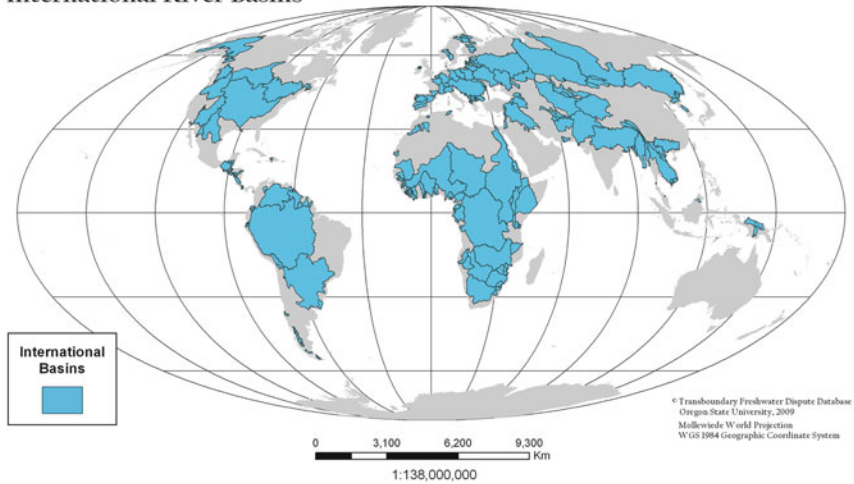 International River Basins
International
Basins
© Transboundary Freshwater Dispute Database
Oregon State University, 2009
Mollewiede World Projection
WGS 1984 Geographic Coordinate System
0 3,100 6,200 9,300
Km
1:138,000,000